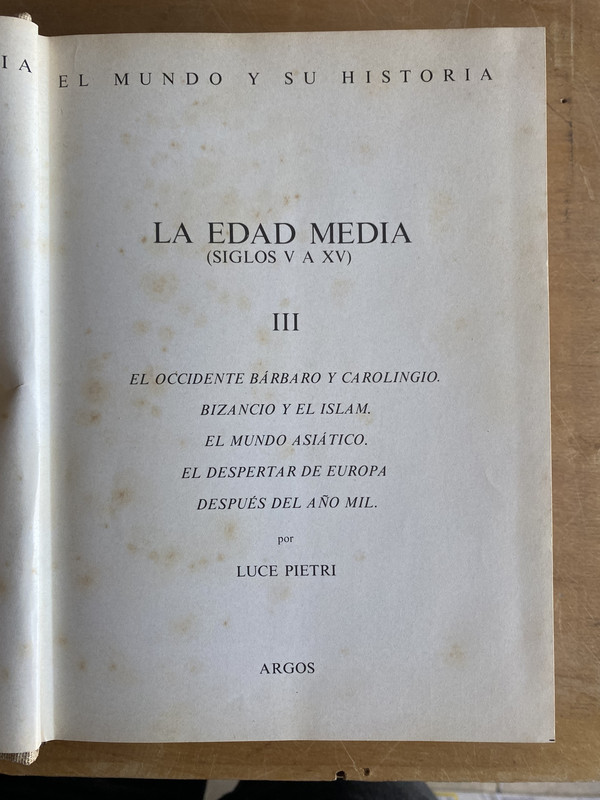 IA
EL MUNDO Y SU HISTORIA
LA EDAD MEDIA
(SIGLOS V A XV)
III
EL OCCIDENTE BÁRBARO Y CAROLINGIO.
BIZANCIO Y EL ISLAM.
EL MUNDO ASIÁTICO.
EL DESPERTAR DE EUROPA
DESPUÉS DEL AÑO MIL.
por
LUCE PIETRI
ARGOS